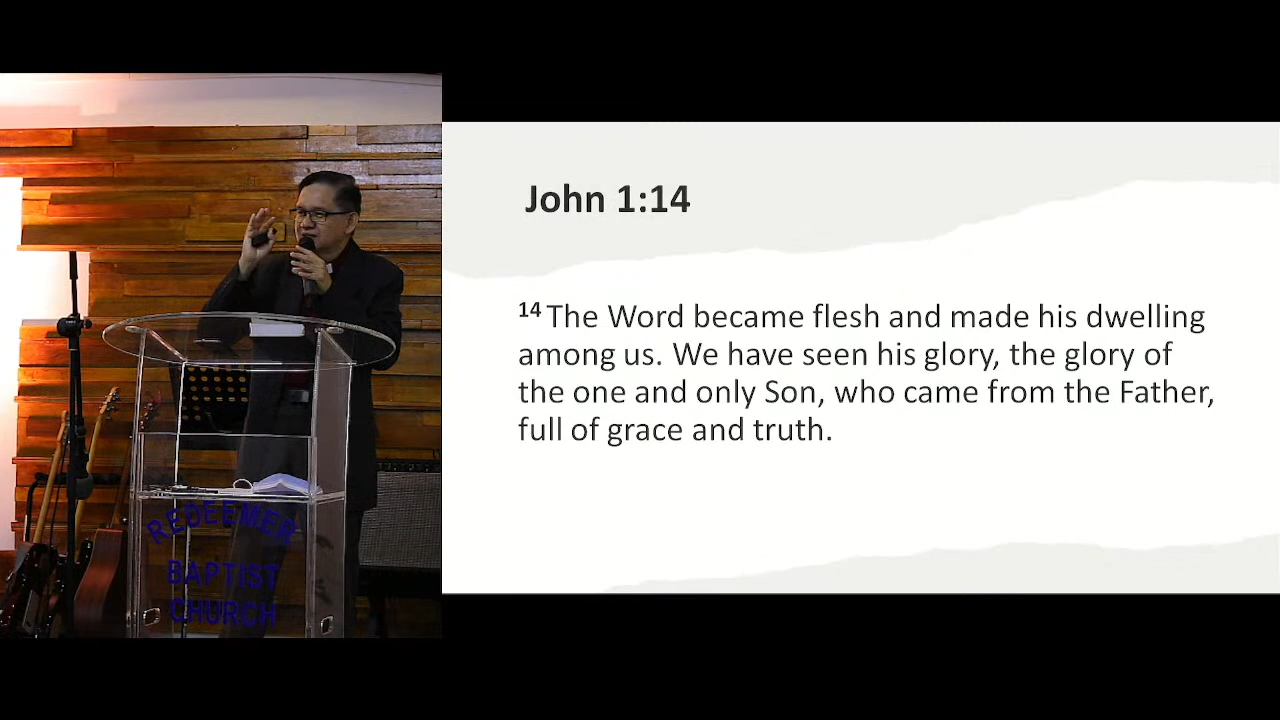 John 1:14
14 The Word became flesh and made his dwelling
among us. We have seen his glory, the glory of
the one and only Son, who came from the Father,
full of grace and truth.
REDEEMER
BAPTIST
CHURCH